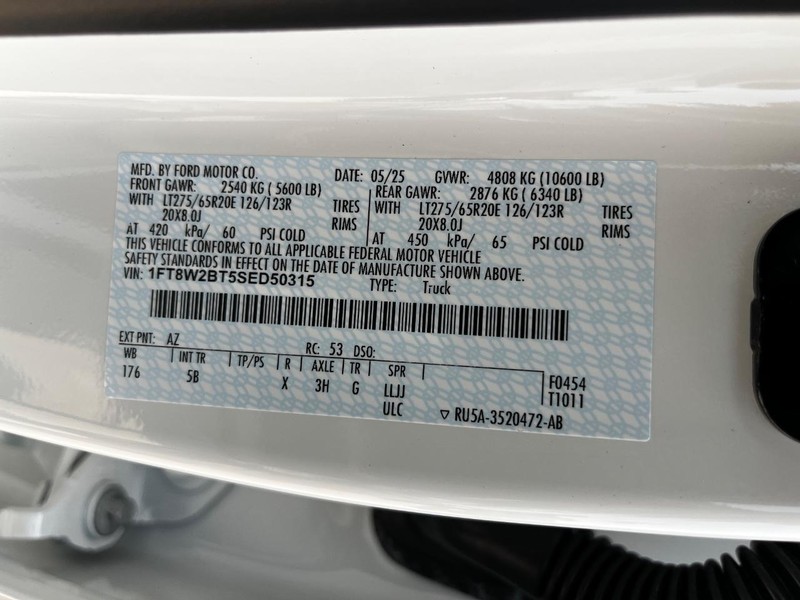 MFD. BY FORD MOTOR CO. DATE: 05/25 GVWR: 4808 KG (10600 LB)
FRONT GAWR: 2540 KG ( 5600 LB) REAR GAWR: 2876 KG ( 6340 LB)
WITH LT275/65R20E 126/123R TIRES WITH LT275/65R20E 126/123R TIRES
20X8.0J RIMS 20X8.0J RIMS
AT 420 kPa/ 60 PSI COLD AT 450 kPa/ 65 PSI COLD
THIS VEHICLE CONFORMS TO ALL APPLICABLE FEDERAL MOTOR VEHICLE
SAFETY STANDARDS IN EFFECT ON THE DATE OF MANUFACTURE SHOWN ABOVE.
VIN: 1FT8W2BT5SED50315 TYPE: Truck
EXT PNT: AZ RC: 53 DSO:
WB INT TR TP/PS R AXLE TR SPR F0454
176 5B X 3H G LLJJ T1011
ULC ▽ RU5A-3520472-AB